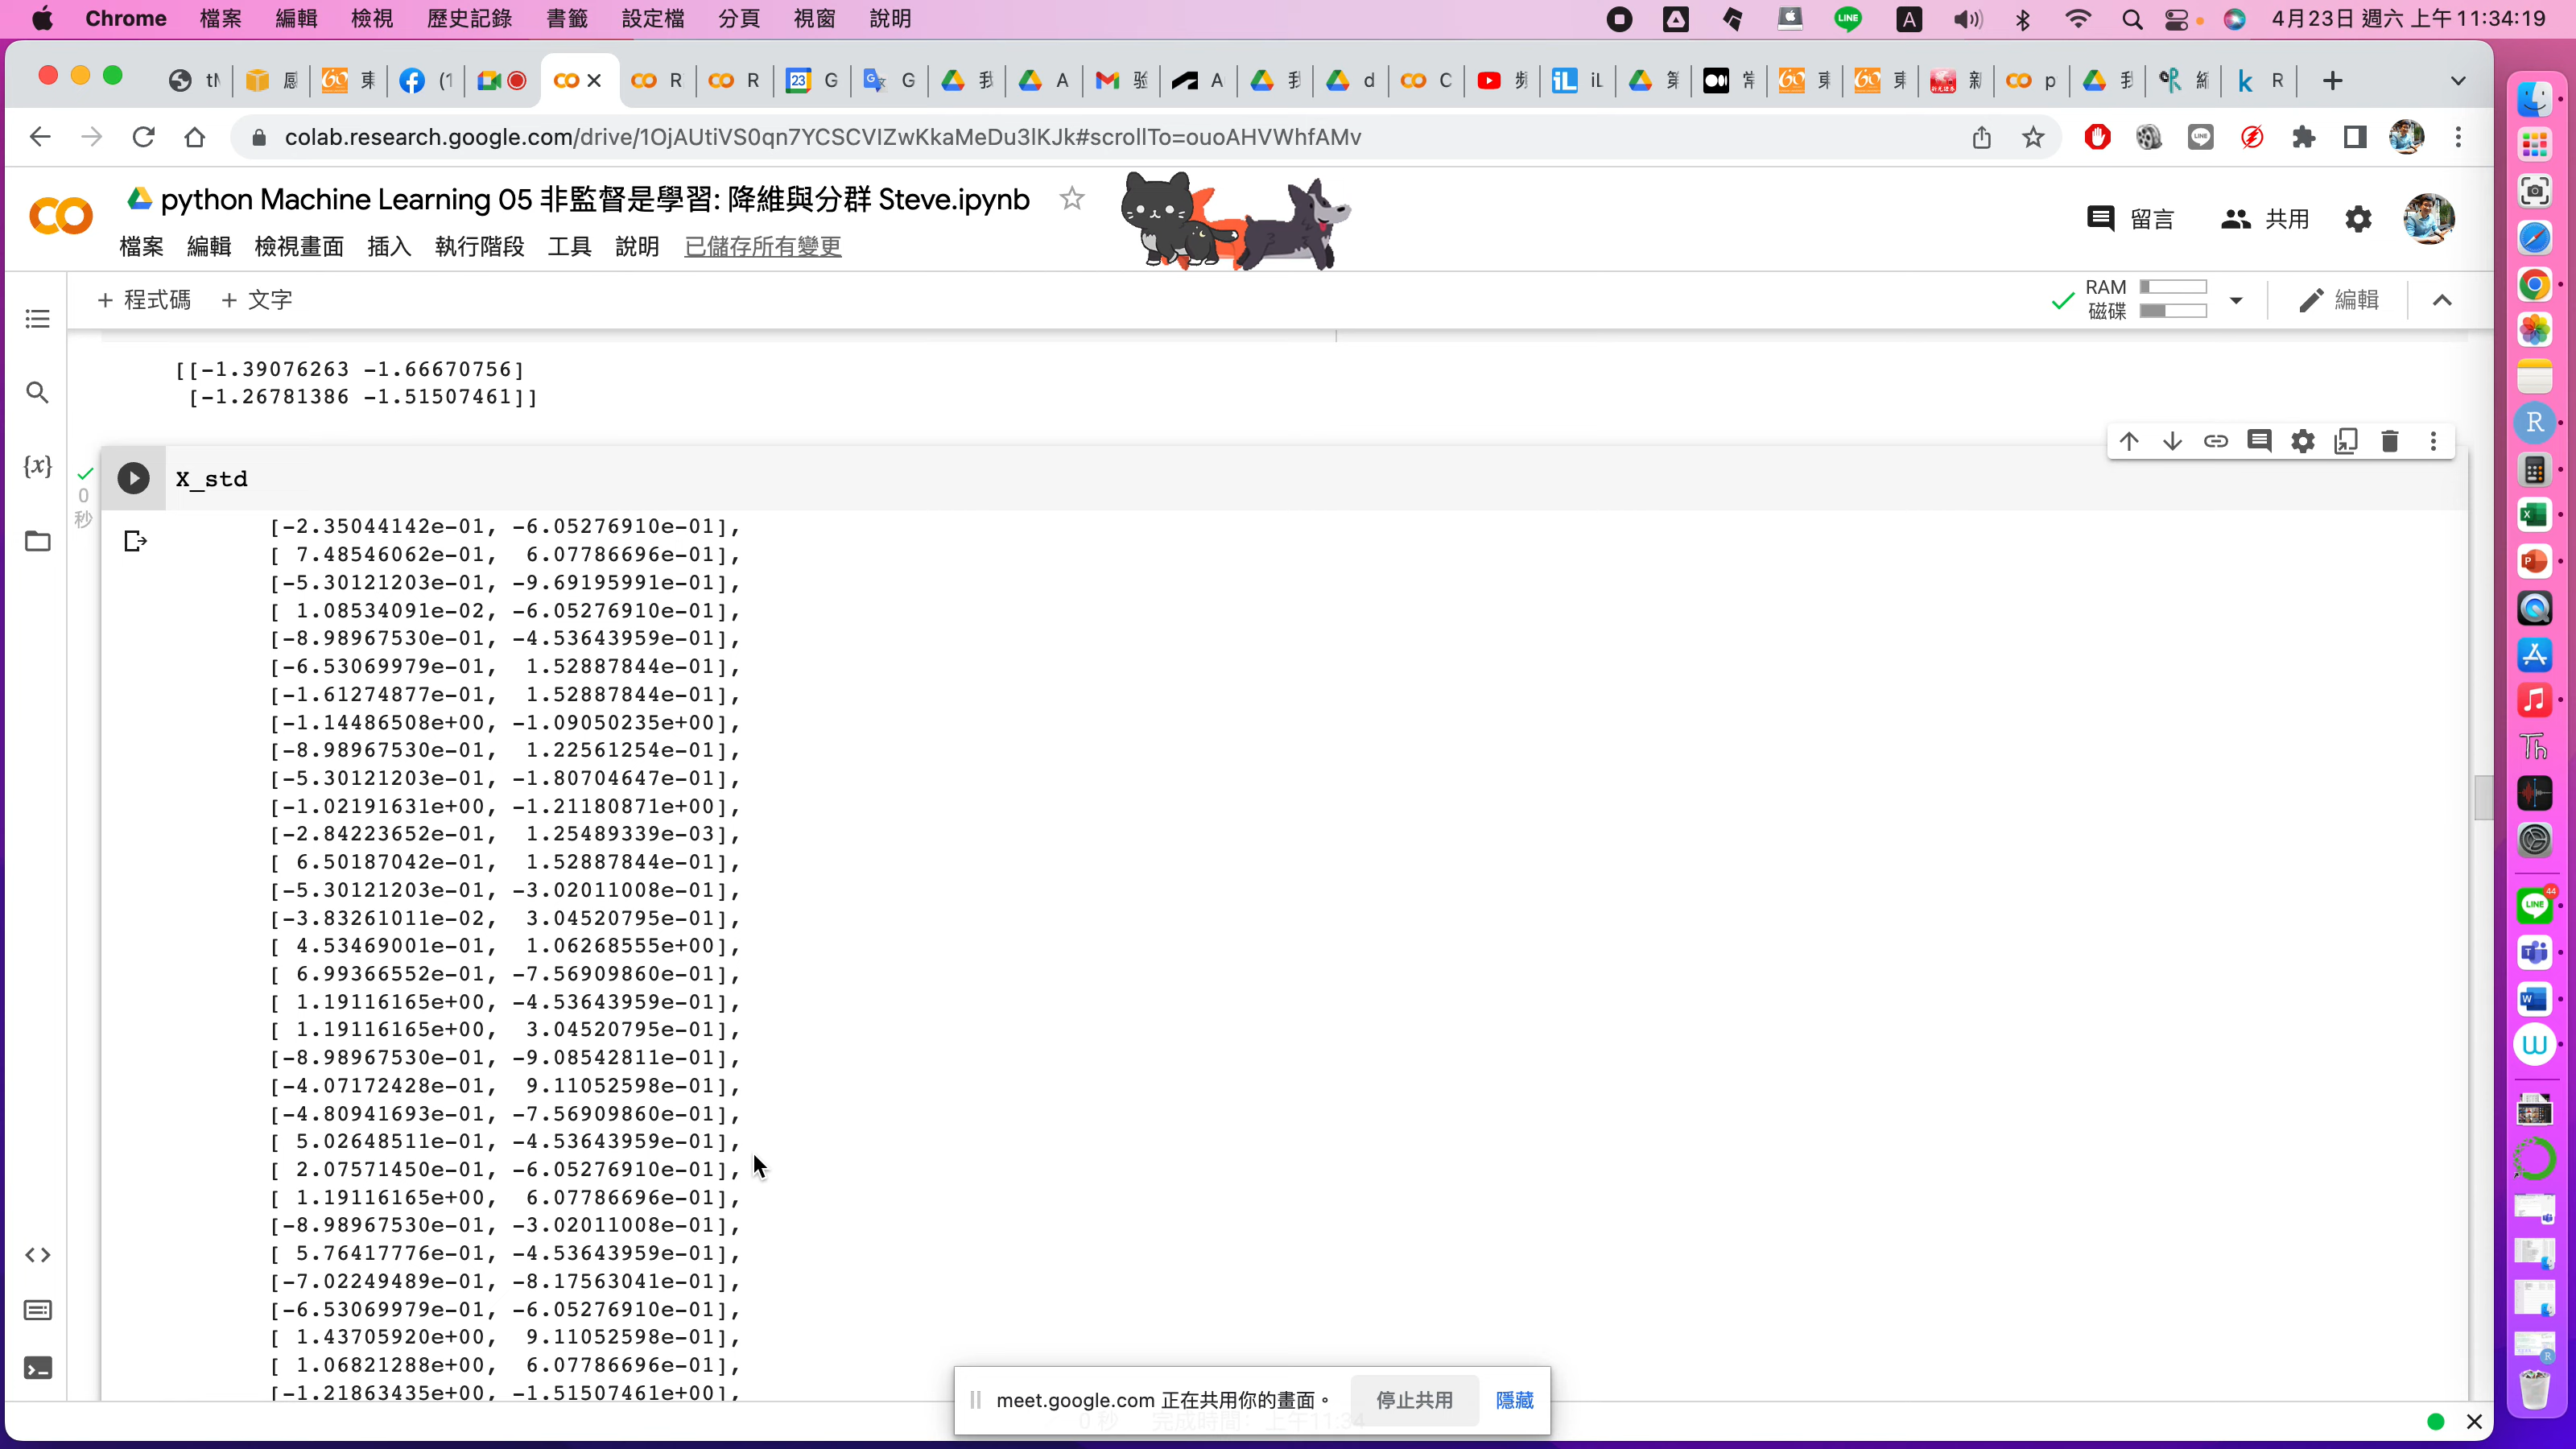 Chrome 檔案 編輯 檢視 歷史記錄 書籤 設定檔 分頁 視窗 說明 LINE A 4月23日 週六 上午11:34:19
colab.research.google.com/drive/1OjAUtiVS0qn7YCSCVIZwKkaMeDu3lKJk#scrollTo=ouoAHVWhfAMv
python Machine Learning 05 非監督是學習: 降維與分群 Steve.ipynb
留言 共用
檔案 編輯 檢視畫面 插入 執行階段 工具 說明 已儲存所有變更
+ 程式碼 + 文字
RAM
磁碟
編輯
[[-1.39076263 -1.66670756]
[-1.26781386 -1.51507461]]
X_std
0
秒
[-2.35044142e-01, -6.05276910e-01],
[ 7.48546062e-01, 6.07786696e-01],
[-5.30121203e-01, -9.69195991e-01],
[ 1.08534091e-02, -6.05276910e-01],
[-8.98967530e-01, -4.53643959e-01],
[-6.53069979e-01, 1.52887844e-01],
[-1.61274877e-01, 1.52887844e-01],
[-1.14486508e+00, -1.09050235e+00],
[-8.98967530e-01, 1.22561254e-01],
[-5.30121203e-01, -1.80704647e-01],
[-1.02191631e+00, -1.21180871e+00],
[-2.84223652e-01, 1.25489339e-03],
[ 6.50187042e-01, 1.52887844e-01],
[-5.30121203e-01, -3.02011008e-01],
[-3.83261011e-02, 3.04520795e-01],
[ 4.53469001e-01, 1.06268555e+00],
[ 6.99366552e-01, -7.56909860e-01],
[ 1.19116165e+00, -4.53643959e-01],
[ 1.19116165e+00, 3.04520795e-01],
[-8.98967530e-01, -9.08542811e-01],
[-4.07172428e-01, 9.11052598e-01],
[-4.80941693e-01, -7.56909860e-01],
[ 5.02648511e-01, -4.53643959e-01],
[ 2.07571450e-01, -6.05276910e-01],
[ 1.19116165e+00, 6.07786696e-01],
[-8.98967530e-01, -3.02011008e-01],
[ 5.76417776e-01, -4.53643959e-01],
[-7.02249489e-01, -8.17563041e-01],
[-6.53069979e-01, -6.05276910e-01],
[ 1.43705920e+00, 9.11052598e-01],
[ 1.06821288e+00, 6.07786696e-01],
[-1.21863435e+00, -1.51507461e+00],
meet.google.com 正在共用你的畫面。 停止共用 隱藏
0 秒 完成時間: 上午11:34